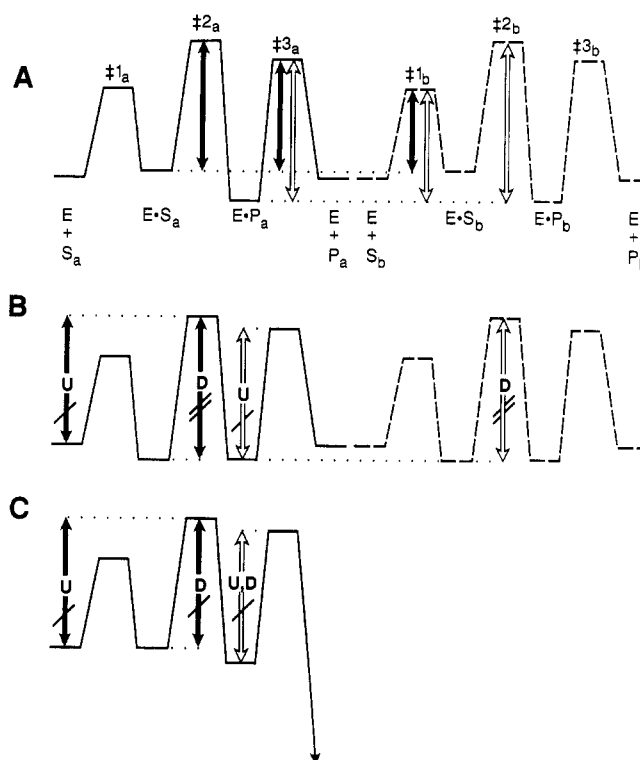 A
‡1a
‡2a
‡3a
‡1b
‡2b
‡3b
E + Sa
E•Sa
E•Pa
E + Pa
E + Sb
E•Sb
E•Pb
E + P
B
U
D
U
D
C
U
D
U,D